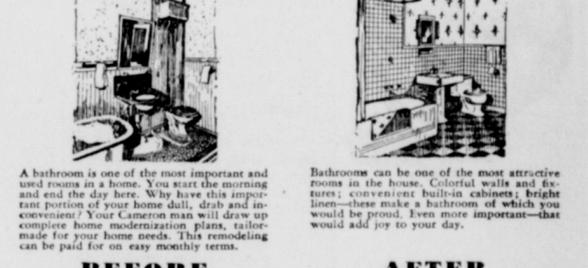 A bathroom is one of the most important and
used rooms in a home. You start the morning
and end the day here. Why have this impor-
tant portion of your home dull, drab and in-
convenient? Your Cameron man will draw up
complete home modernization plans, tailor-
made for your home needs. This remodeling
can be paid for on easy monthly terms.
BEFORE
Bathrooms can be one of the most attractive
rooms in the house. Colorful walls and fix-
tures; convenient built-in cabinets; bright
linen—these make a bathroom of which you
would be proud. Even more important—that
would add joy to your day.
AFTER